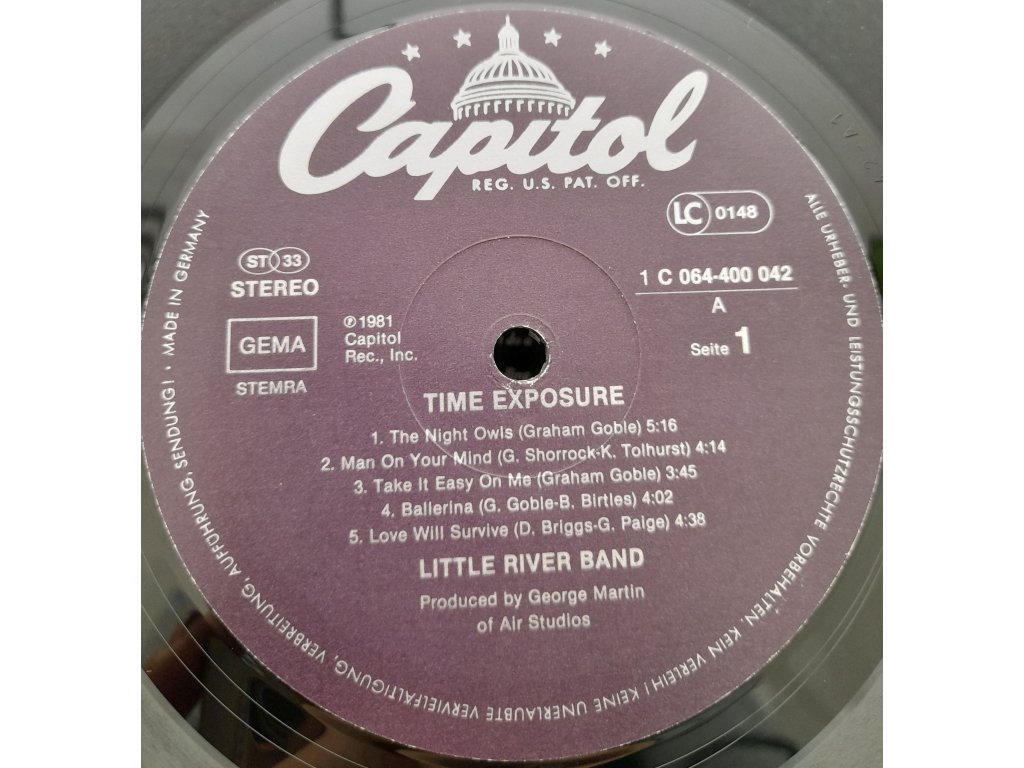 Capitol
REG. U.S. PAT. OFF.
LC 0148
ST 33
STEREO
1 C 064-400 042
A
Seite 1
GEMA
STEMRA
℗ 1981
Capitol
Rec., Inc.
TIME EXPOSURE
1. The Night Owls (Graham Goble) 5:16
2. Man On Your Mind (G. Shorrock-K. Tolhurst) 4:14
3. Take It Easy On Me (Graham Goble) 3:45
4. Ballerina (G. Goble-B. Birtles) 4:02
5. Love Will Survive (D. Briggs-G. Paige) 4:38
LITTLE RIVER BAND
Produced by George Martin
of Air Studios
ALLE URHEBER- UND LEISTUNGSSCHUTZRECHTE VORBEHALTEN. KEIN VERLEIH! KEINE UNERLAUBTE VERVIELFÄLTIGUNG, VERBREITUNG, AUFFÜHRUNG, SENDUNG! · MADE IN GERMANY